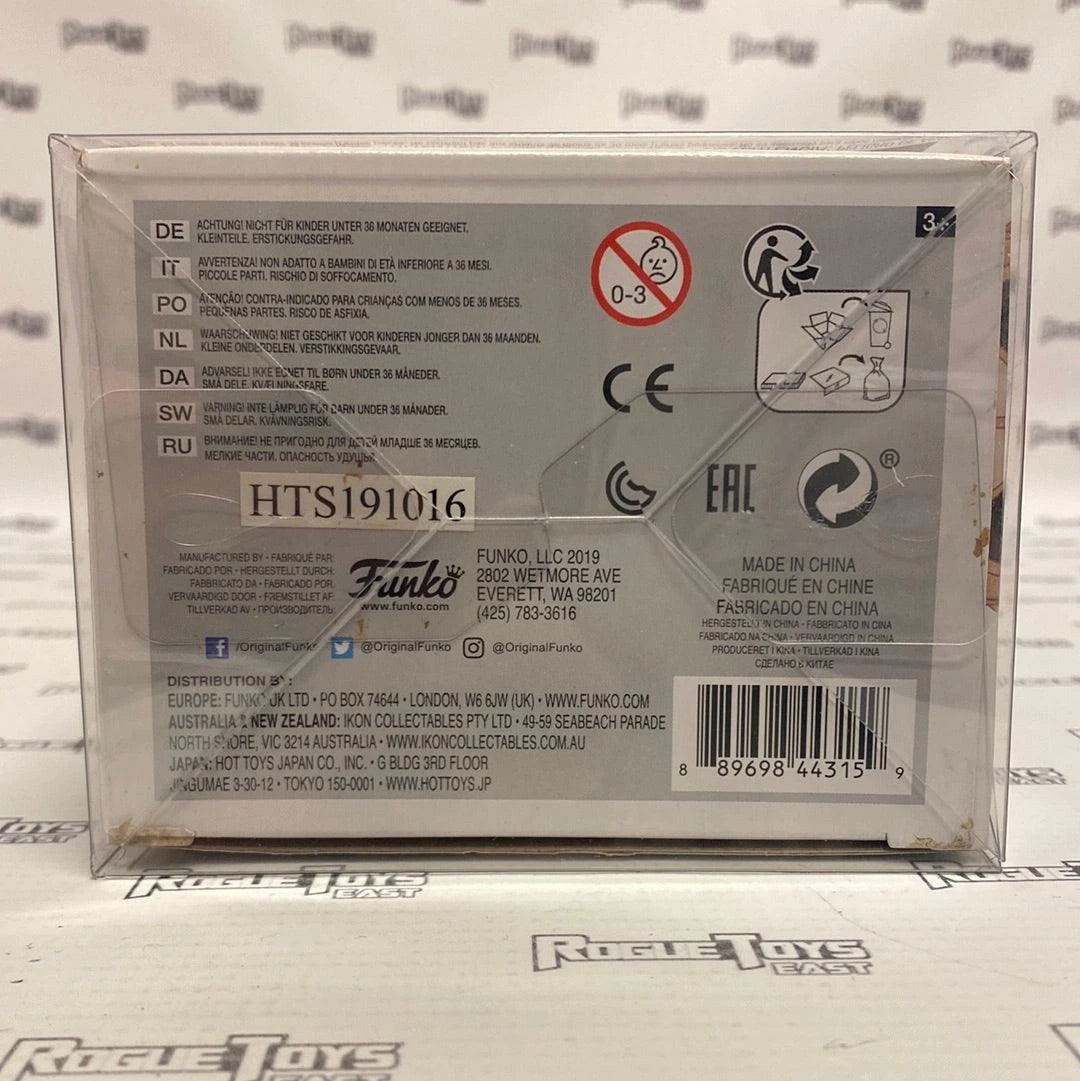 3+
DE ACHTUNG! NICHT FÜR KINDER UNTER 36 MONATEN GEEIGNET.
KLEINTEILE. ERSTICKUNGSGEFAHR.
IT AVVERTENZA! NON ADATTO A BAMBINI DI ETÀ INFERIORE A 36 MESI.
PICCOLE PARTI. RISCHIO DI SOFFOCAMENTO.
PO ATENÇÃO! CONTRA-INDICADO PARA CRIANÇAS COM MENOS DE 36 MESES.
PEQUENAS PARTES. RISCO DE ASFIXIA.
NL WAARSCHUWING! NIET GESCHIKT VOOR KINDEREN JONGER DAN 36 MAANDEN.
KLEINE ONDERDELEN. VERSTIKKINGSGEVAAR.
DA ADVARSEL! IKKE EGNET TIL BØRN UNDER 36 MÅNEDER.
SMÅ DELE. KVÆLNINGSFARE.
SW VARNING! INTE LÄMPLIG FÖR BARN UNDER 36 MÅNADER.
SMÅ DELAR. KVÄVNINGSRISK.
RU ВНИМАНИЕ! НЕ ПРИГОДНО ДЛЯ ДЕТЕЙ МЛАДШЕ 36 МЕСЯЦЕВ.
МЕЛКИЕ ЧАСТИ. ОПАСНОСТЬ УДУШЬЯ
0-3
CE
EAC
®
HTS191016
MANUFACTURED BY • FABRIQUÉ PAR:
FABRICADO POR • HERGESTELLT DURCH:
FABBRICATO DA • FABRICADO POR:
VERVAARDIGD DOOR • FREMSTILLET AF:
TILLVERKAD AV • ПРОИЗВОДИТЕЛЬ:
Funko
www.funko.com
FUNKO, LLC 2019
2802 WETMORE AVE
EVERETT, WA 98201
(425) 783-3616
MADE IN CHINA
FABRIQUÉ EN CHINE
FABRICADO EN CHINA
HERGESTELLT IN CHINA • FABBRICATO IN CINA
FABRICADO NA CHINA • VERVAARDIGD IN CHINA
PRODUCERET I KINA • TILLVERKAD I KINA
СДЕЛАНО В КИТАЕ
/OriginalFunko @OriginalFunko @OriginalFunko
DISTRIBUTION BY:
EUROPE: FUNKO UK LTD • PO BOX 74644 • LONDON, W6 6JW (UK) • WWW.FUNKO.COM
AUSTRALIA & NEW ZEALAND: IKON COLLECTABLES PTY LTD • 49-59 SEABEACH PARADE
NORTH SHORE, VIC 3214 AUSTRALIA • WWW.IKONCOLLECTABLES.COM.AU
JAPAN: HOT TOYS JAPAN CO., INC. • G BLDG 3RD FLOOR
JINGUMAE 3-30-12 • TOKYO 150-0001 • WWW.HOTTOYS.JP
8 89698 44315 9
ROGUE TOYS
EAST
ROGUE TOYS
EAST
ROGUE TOYS